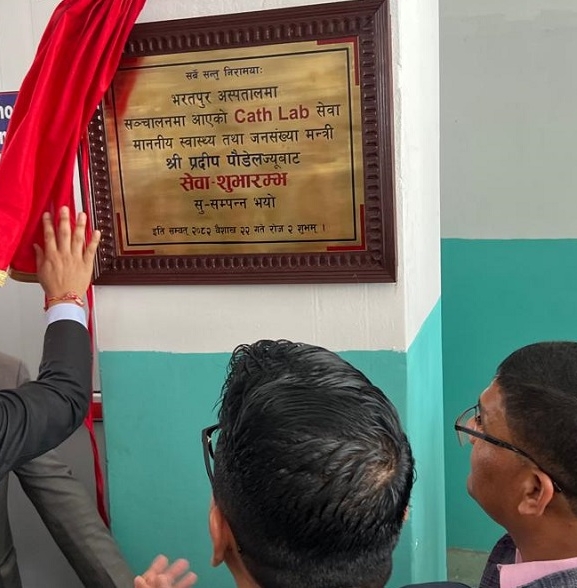 सबै सन्तु निरामयाः
भरतपुर अस्पतालमा
सञ्चालनमा आएको Cath Lab सेवा
माननीय स्वास्थ्य तथा जनसंख्या मन्त्री
श्री प्रदीप पौडेलज्यूबाट
सेवा-शुभारम्भ
सु-सम्पन्न भयो
इति सम्वत् २०८२ बैशाख २२ गते रोज २ शुभम् ।